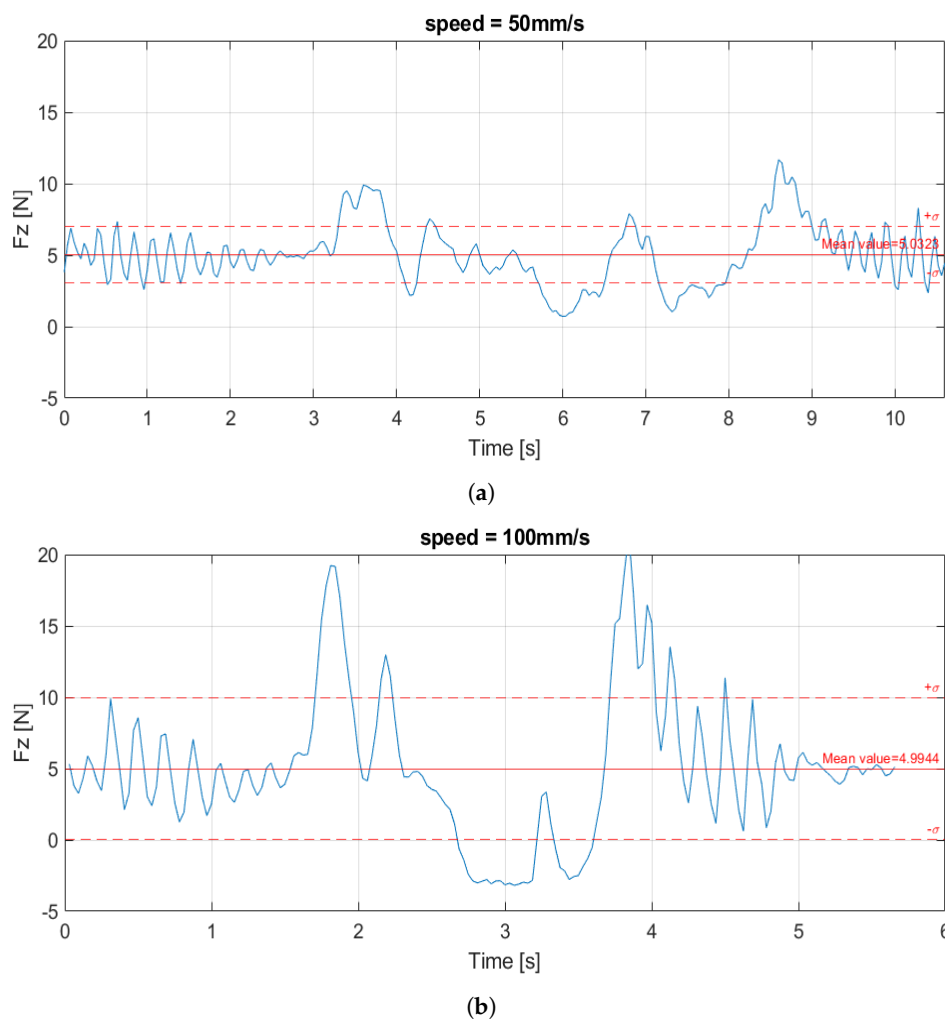 speed = 50mm/s
20
15
10
5
0
-5
Fz [N]
+σ
Mean value=5.0323
-σ
0 1 2 3 4 5 6 7 8 9 10
Time [s]
(a)
speed = 100mm/s
20
15
10
5
0
-5
Fz [N]
+σ
Mean value=4.9944
-σ
0 1 2 3 4 5 6
Time [s]
(b)